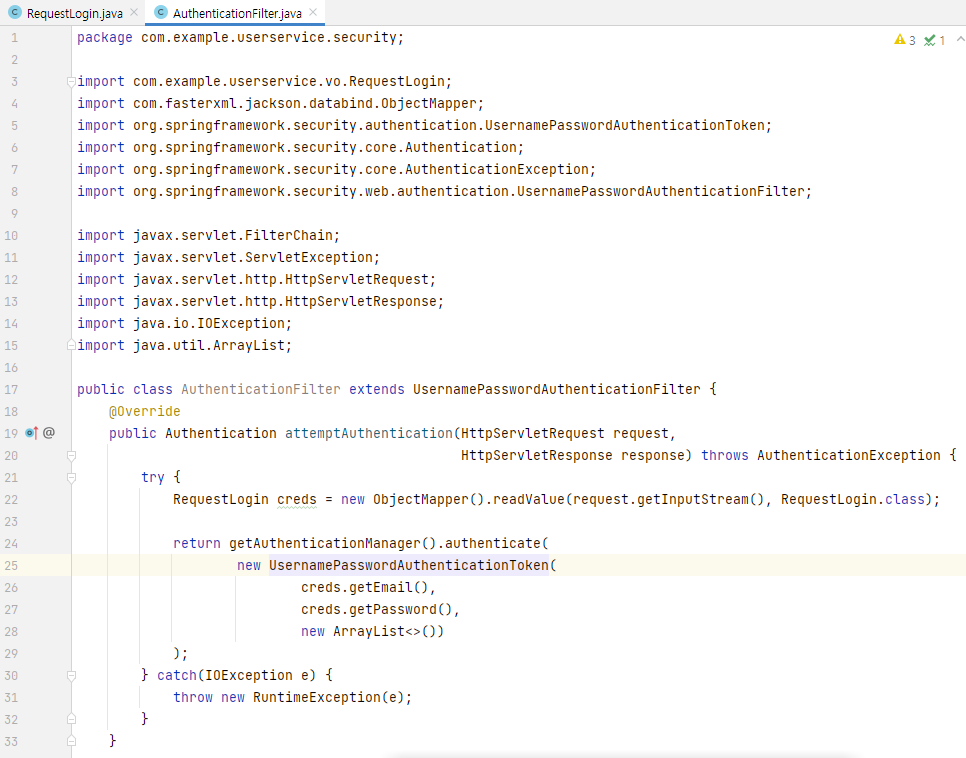 C RequestLogin.java × C AuthenticationFilter.java ×
1 package com.example.userservice.security; 3 1
2
3 import com.example.userservice.vo.RequestLogin;
4 import com.fasterxml.jackson.databind.ObjectMapper;
5 import org.springframework.security.authentication.UsernamePasswordAuthenticationToken;
6 import org.springframework.security.core.Authentication;
7 import org.springframework.security.core.AuthenticationException;
8 import org.springframework.security.web.authentication.UsernamePasswordAuthenticationFilter;
9
10 import javax.servlet.FilterChain;
11 import javax.servlet.ServletException;
12 import javax.servlet.http.HttpServletRequest;
13 import javax.servlet.http.HttpServletResponse;
14 import java.io.IOException;
15 import java.util.ArrayList;
16
17 public class AuthenticationFilter extends UsernamePasswordAuthenticationFilter {
18 @Override
19 @ public Authentication attemptAuthentication(HttpServletRequest request,
20 HttpServletResponse response) throws AuthenticationException {
21 try {
22 RequestLogin creds = new ObjectMapper().readValue(request.getInputStream(), RequestLogin.class);
23
24 return getAuthenticationManager().authenticate(
25 new UsernamePasswordAuthenticationToken(
26 creds.getEmail(),
27 creds.getPassword(),
28 new ArrayList<>())
29 );
30 } catch(IOException e) {
31 throw new RuntimeException(e);
32 }
33 }